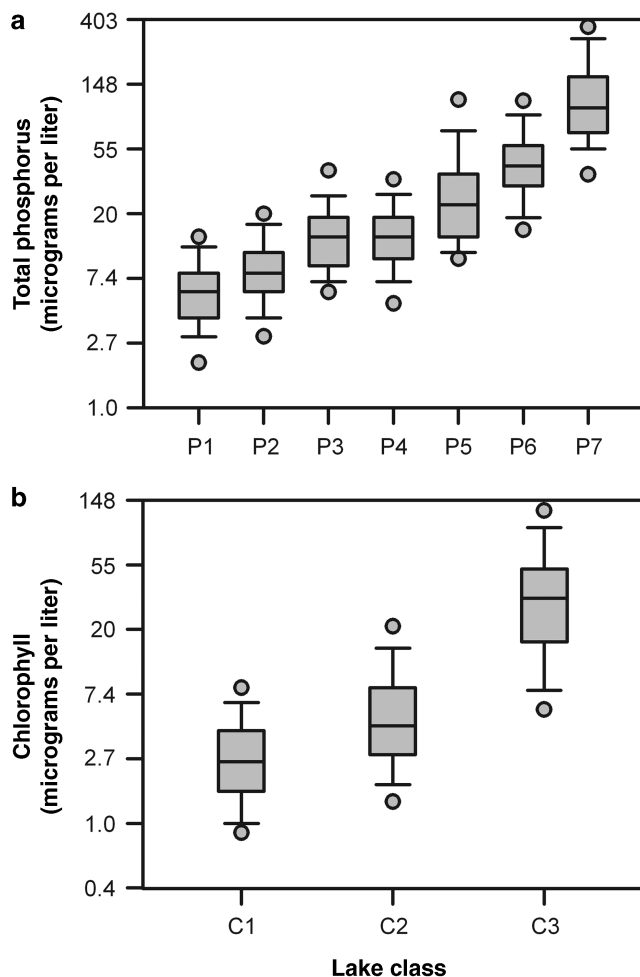 a
Total phosphorus
(micrograms per liter)
403
148
55
20
7.4
2.7
1.0
P1 P2 P3 P4 P5 P6 P7
b
Chlorophyll
(micrograms per liter)
148
55
20
7.4
2.7
1.0
0.4
C1 C2 C3
Lake class